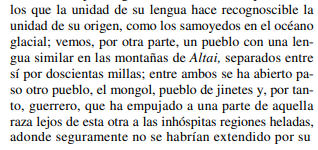 los que la unidad de su lengua hace recognoscible la
unidad de su origen, como los samoyedos en el océano
glacial; vemos, por otra parte, un pueblo con una len-
gua similar en las montañas de Altai, separados entre
sí por doscientas millas; entre ambos se ha abierto pa-
so otro pueblo, el mongol, pueblo de jinetes y, por tan-
to, guerrero, que ha empujado a una parte de aquella
raza lejos de esta otra a las inhóspitas regiones heladas,
adonde seguramente no se habrían extendido por su